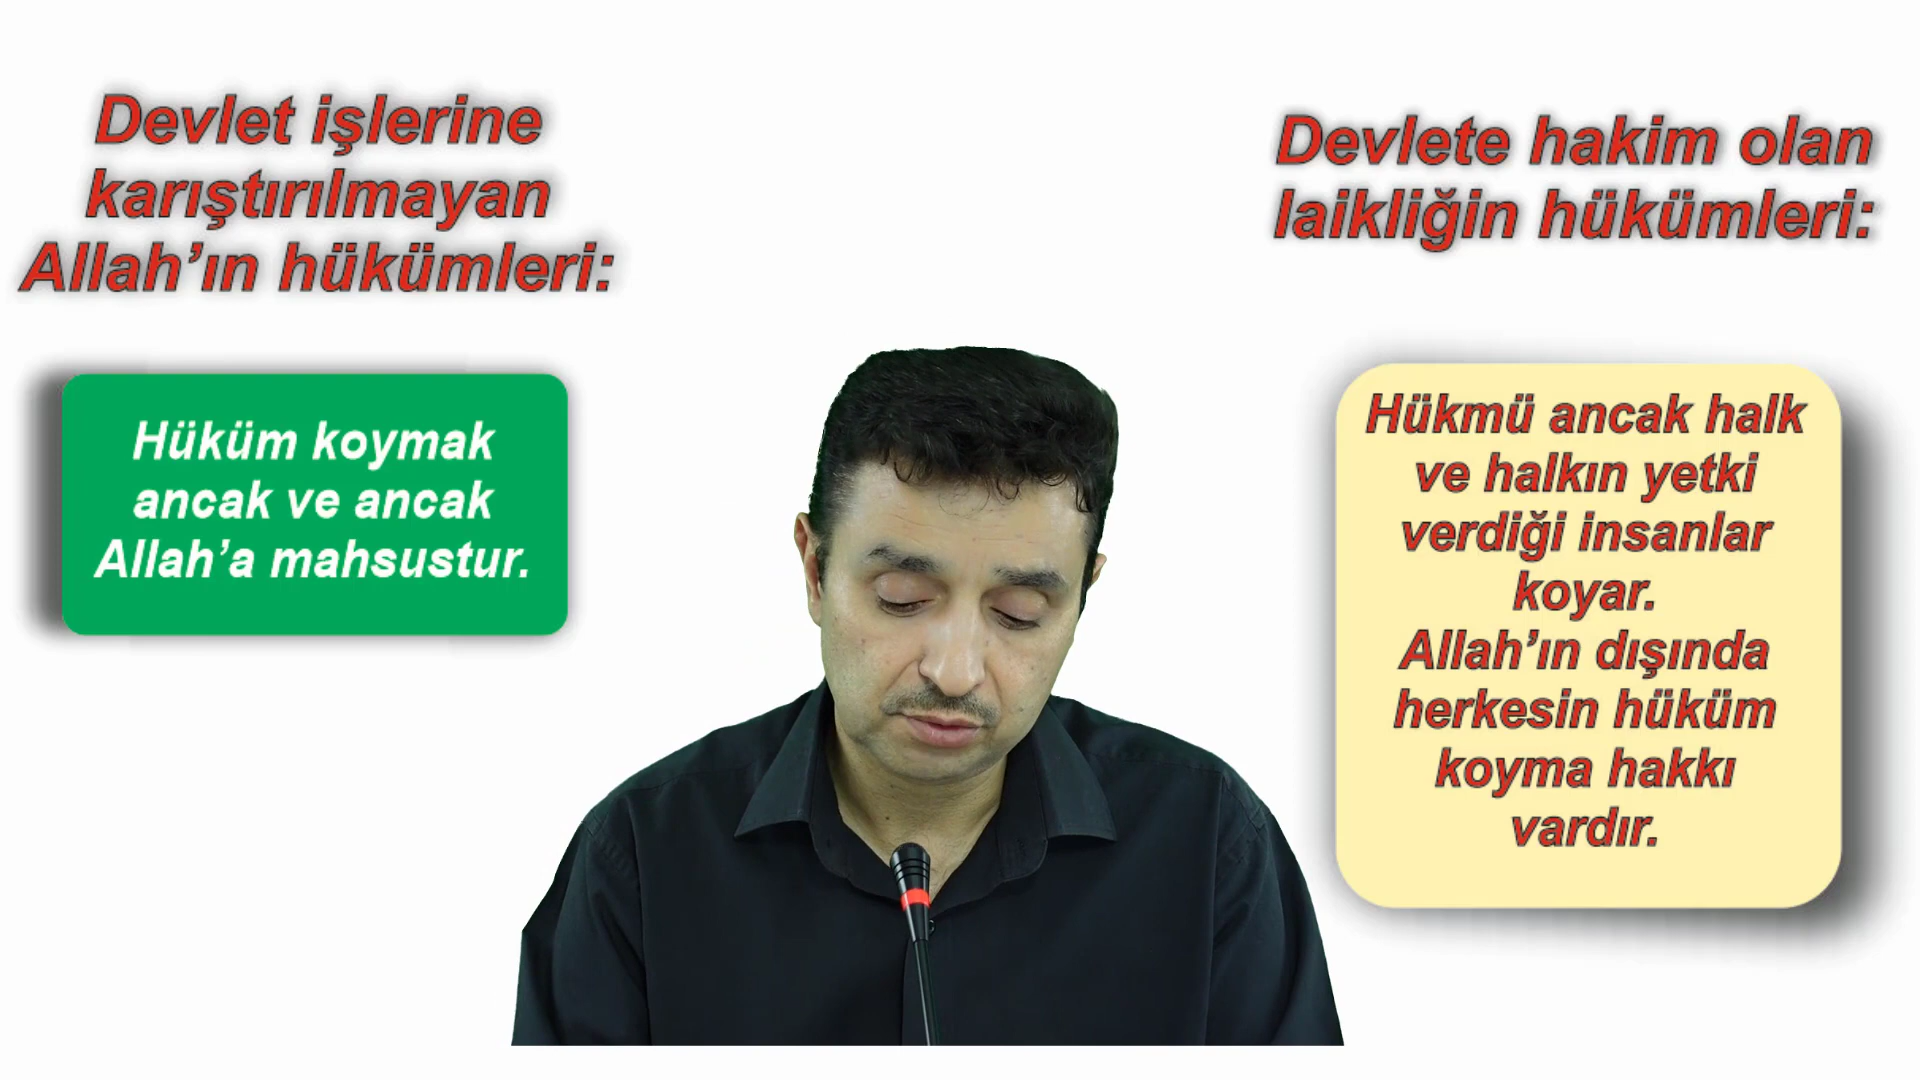 Devlet işlerine
karıştırılmayan
Allah’ın hükümleri:
Hüküm koymak
ancak ve ancak
Allah’a mahsustur.
Devlete hakim olan
laikliğin hükümleri:
Hükmü ancak halk
ve halkın yetki
verdiği insanlar
koyar.
Allah’ın dışında
herkesin hüküm
koyma hakkı
vardır.